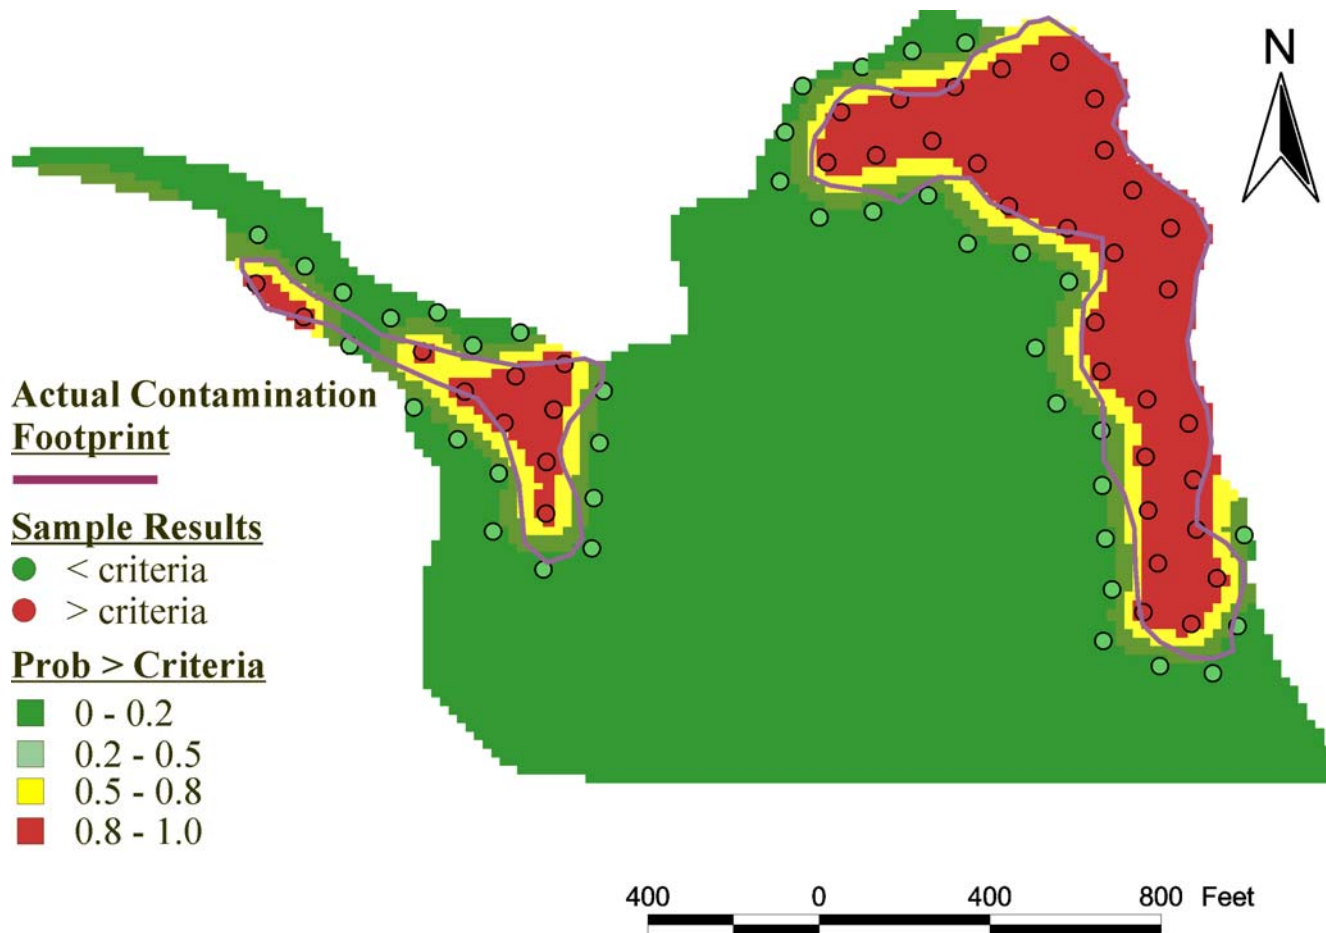 N
Actual Contamination
Footprint
Sample Results
< criteria
> criteria
Prob > Criteria
0 - 0.2
0.2 - 0.5
0.5 - 0.8
0.8 - 1.0
400 0 400 800 Feet